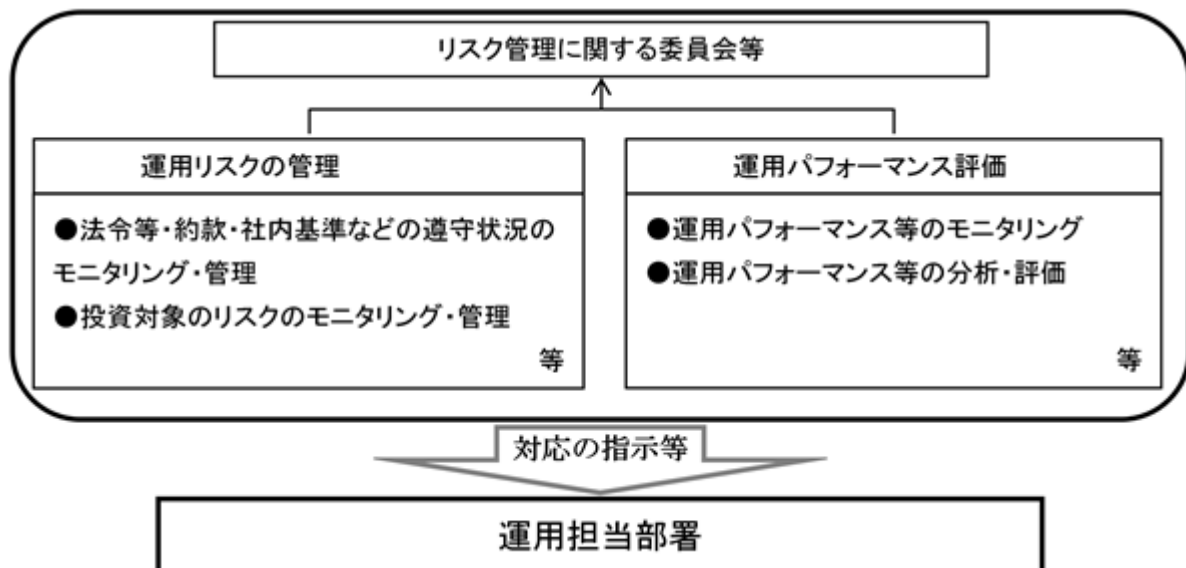 リスク管理に関する委員会等
運用リスクの管理
●法令等・約款・社内基準などの遵守状況の
モニタリング・管理
●投資対象のリスクのモニタリング・管理
等
運用パフォーマンス評価
●運用パフォーマンス等のモニタリング
●運用パフォーマンス等の分析・評価
等
対応の指示等
運用担当部署